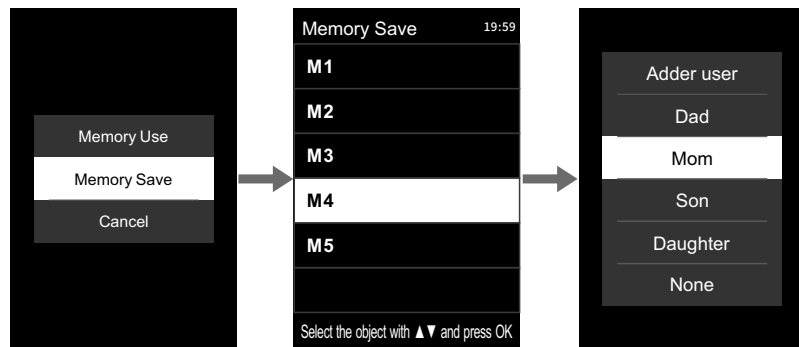 Memory Use
Memory Save
Cancel
Memory Save 19:59
M1
M2
M3
M4
M5
Select the object with ▲▼ and press OK
Adder user
Dad
Mom
Son
Daughter
None